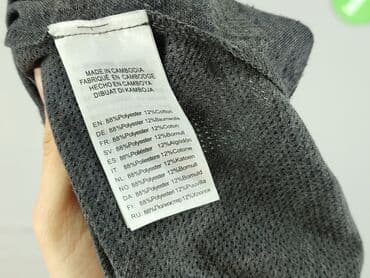 MADE IN CAMBODIA
FABRIQUÉ EN CAMBODGE
HECHO EN CAMBOYA
DIBUAT DI KAMBOJA
EN: 88%Polyester 12%Cotton
DE: 88%Polyester 12%Baumwolle
FR: 88%Polyester 12%Coton
SV: 88%Polyester 12%Bomull
ES: 88%Poliéster 12%Algodón
IT: 88%Poliestere 12%Cotone
NL: 88%Polyester 12%Katoen
NO: 88%Polyester 12%Bomull
DA: 88%Polyester 12%Bomuld
FI: 88%Polyesteri 12%Puuvilla
RU: 88%Полиэстер 12%Хлопок